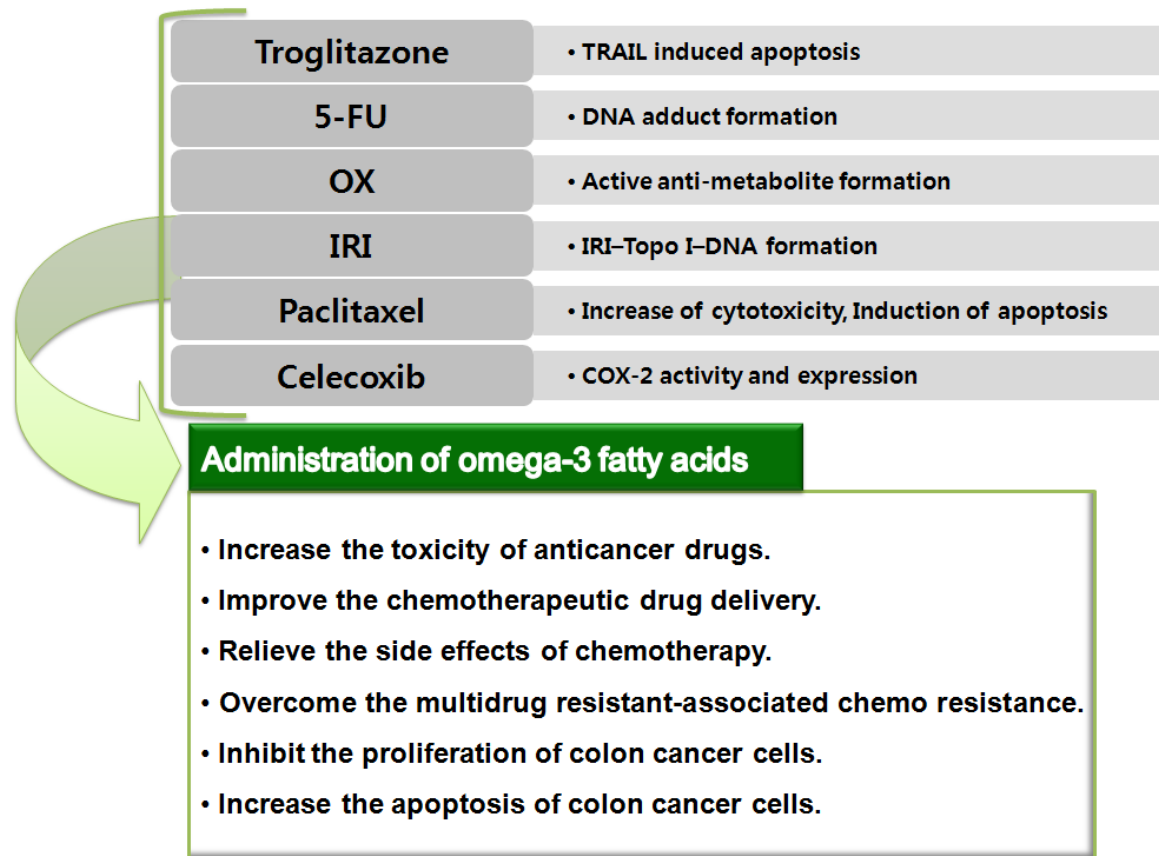 Troglitazone
• TRAIL induced apoptosis
5-FU
• DNA adduct formation
OX
• Active anti-metabolite formation
IRI
• IRI–Topo I–DNA formation
Paclitaxel
• Increase of cytotoxicity, Induction of apoptosis
Celecoxib
• COX-2 activity and expression
Administration of omega-3 fatty acids
• Increase the toxicity of anticancer drugs.
• Improve the chemotherapeutic drug delivery.
• Relieve the side effects of chemotherapy.
• Overcome the multidrug resistant-associated chemo resistance.
• Inhibit the proliferation of colon cancer cells.
• Increase the apoptosis of colon cancer cells.